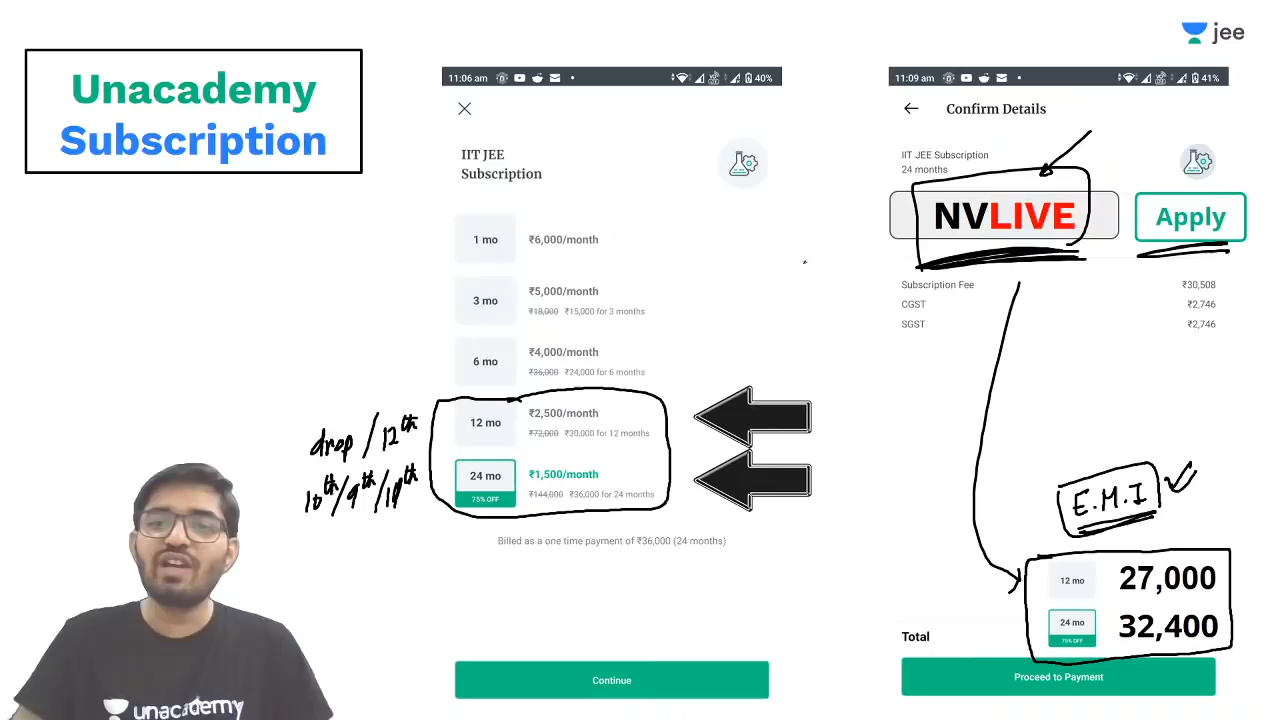 jee
Unacademy
Subscription
11:06 am
40%
IIT JEE
Subscription
1 mo
₹6,000/month
3 mo
₹5,000/month
₹18,000 ₹15,000 for 3 months
6 mo
₹4,000/month
₹36,000 ₹24,000 for 6 months
12 mo
₹2,500/month
₹72,000 ₹30,000 for 12 months
24 mo
75% OFF
₹1,500/month
₹144,000 ₹36,000 for 24 months
Billed as a one time payment of ₹36,000 (24 months)
Continue
drop / 12th
10th/9th/
11:09 am
41%
Confirm Details
IIT JEE Subscription
24 months
NVLIVE
Apply
Subscription Fee ₹30,508
CGST ₹2,746
SGST ₹2,746
E.M.I
12 mo 27,000
24 mo 32,400
75% OFF
Total
Proceed to Payment
unacademy